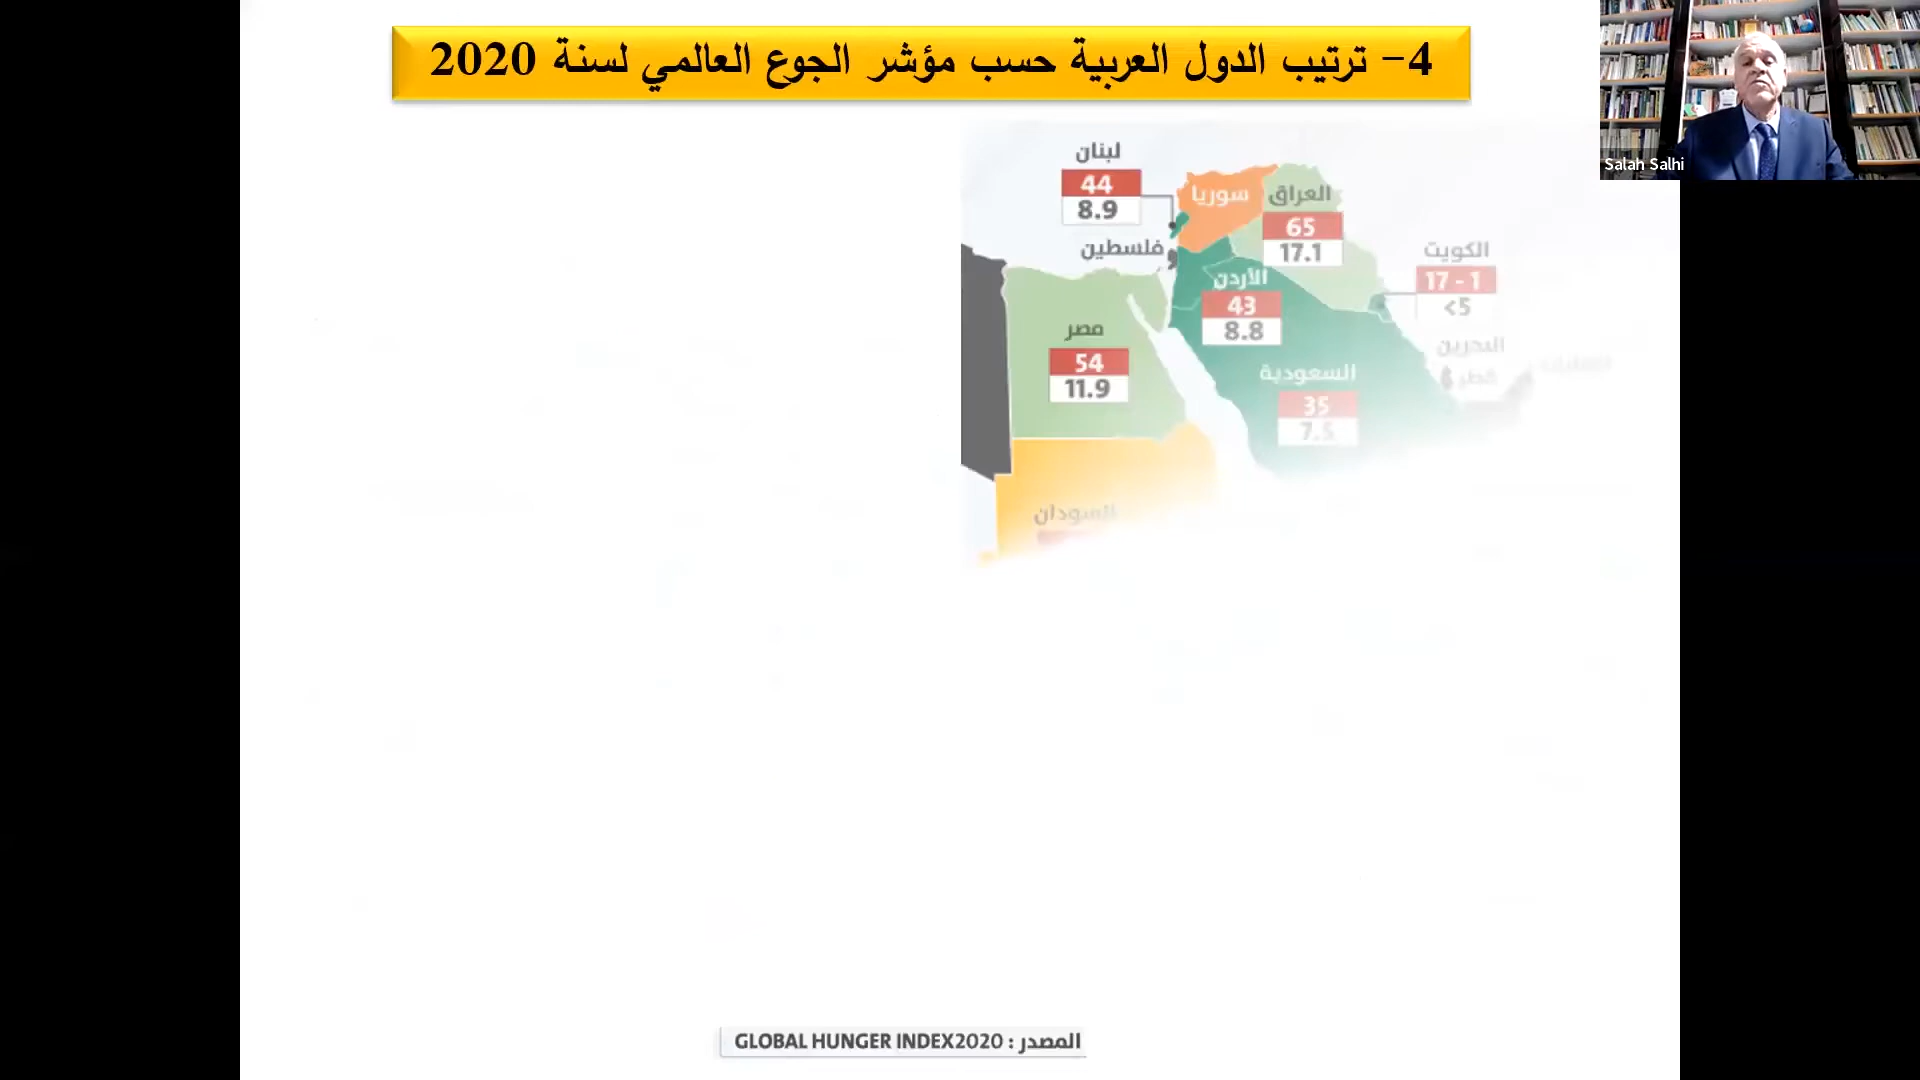 4- ترتيب الدول العربية حسب مؤشر الجوع العالمي لسنة 2020
Salah Salhi
لبنان
44
8.9
سوريا
العراق
65
17.1
فلسطين
الكويت
17 - 1
<5
الأردن
43
8.8
مصر
54
11.9
البحرين
قطر
السعودية
35
7.5
السودان
المصدر : GLOBAL HUNGER INDEX2020